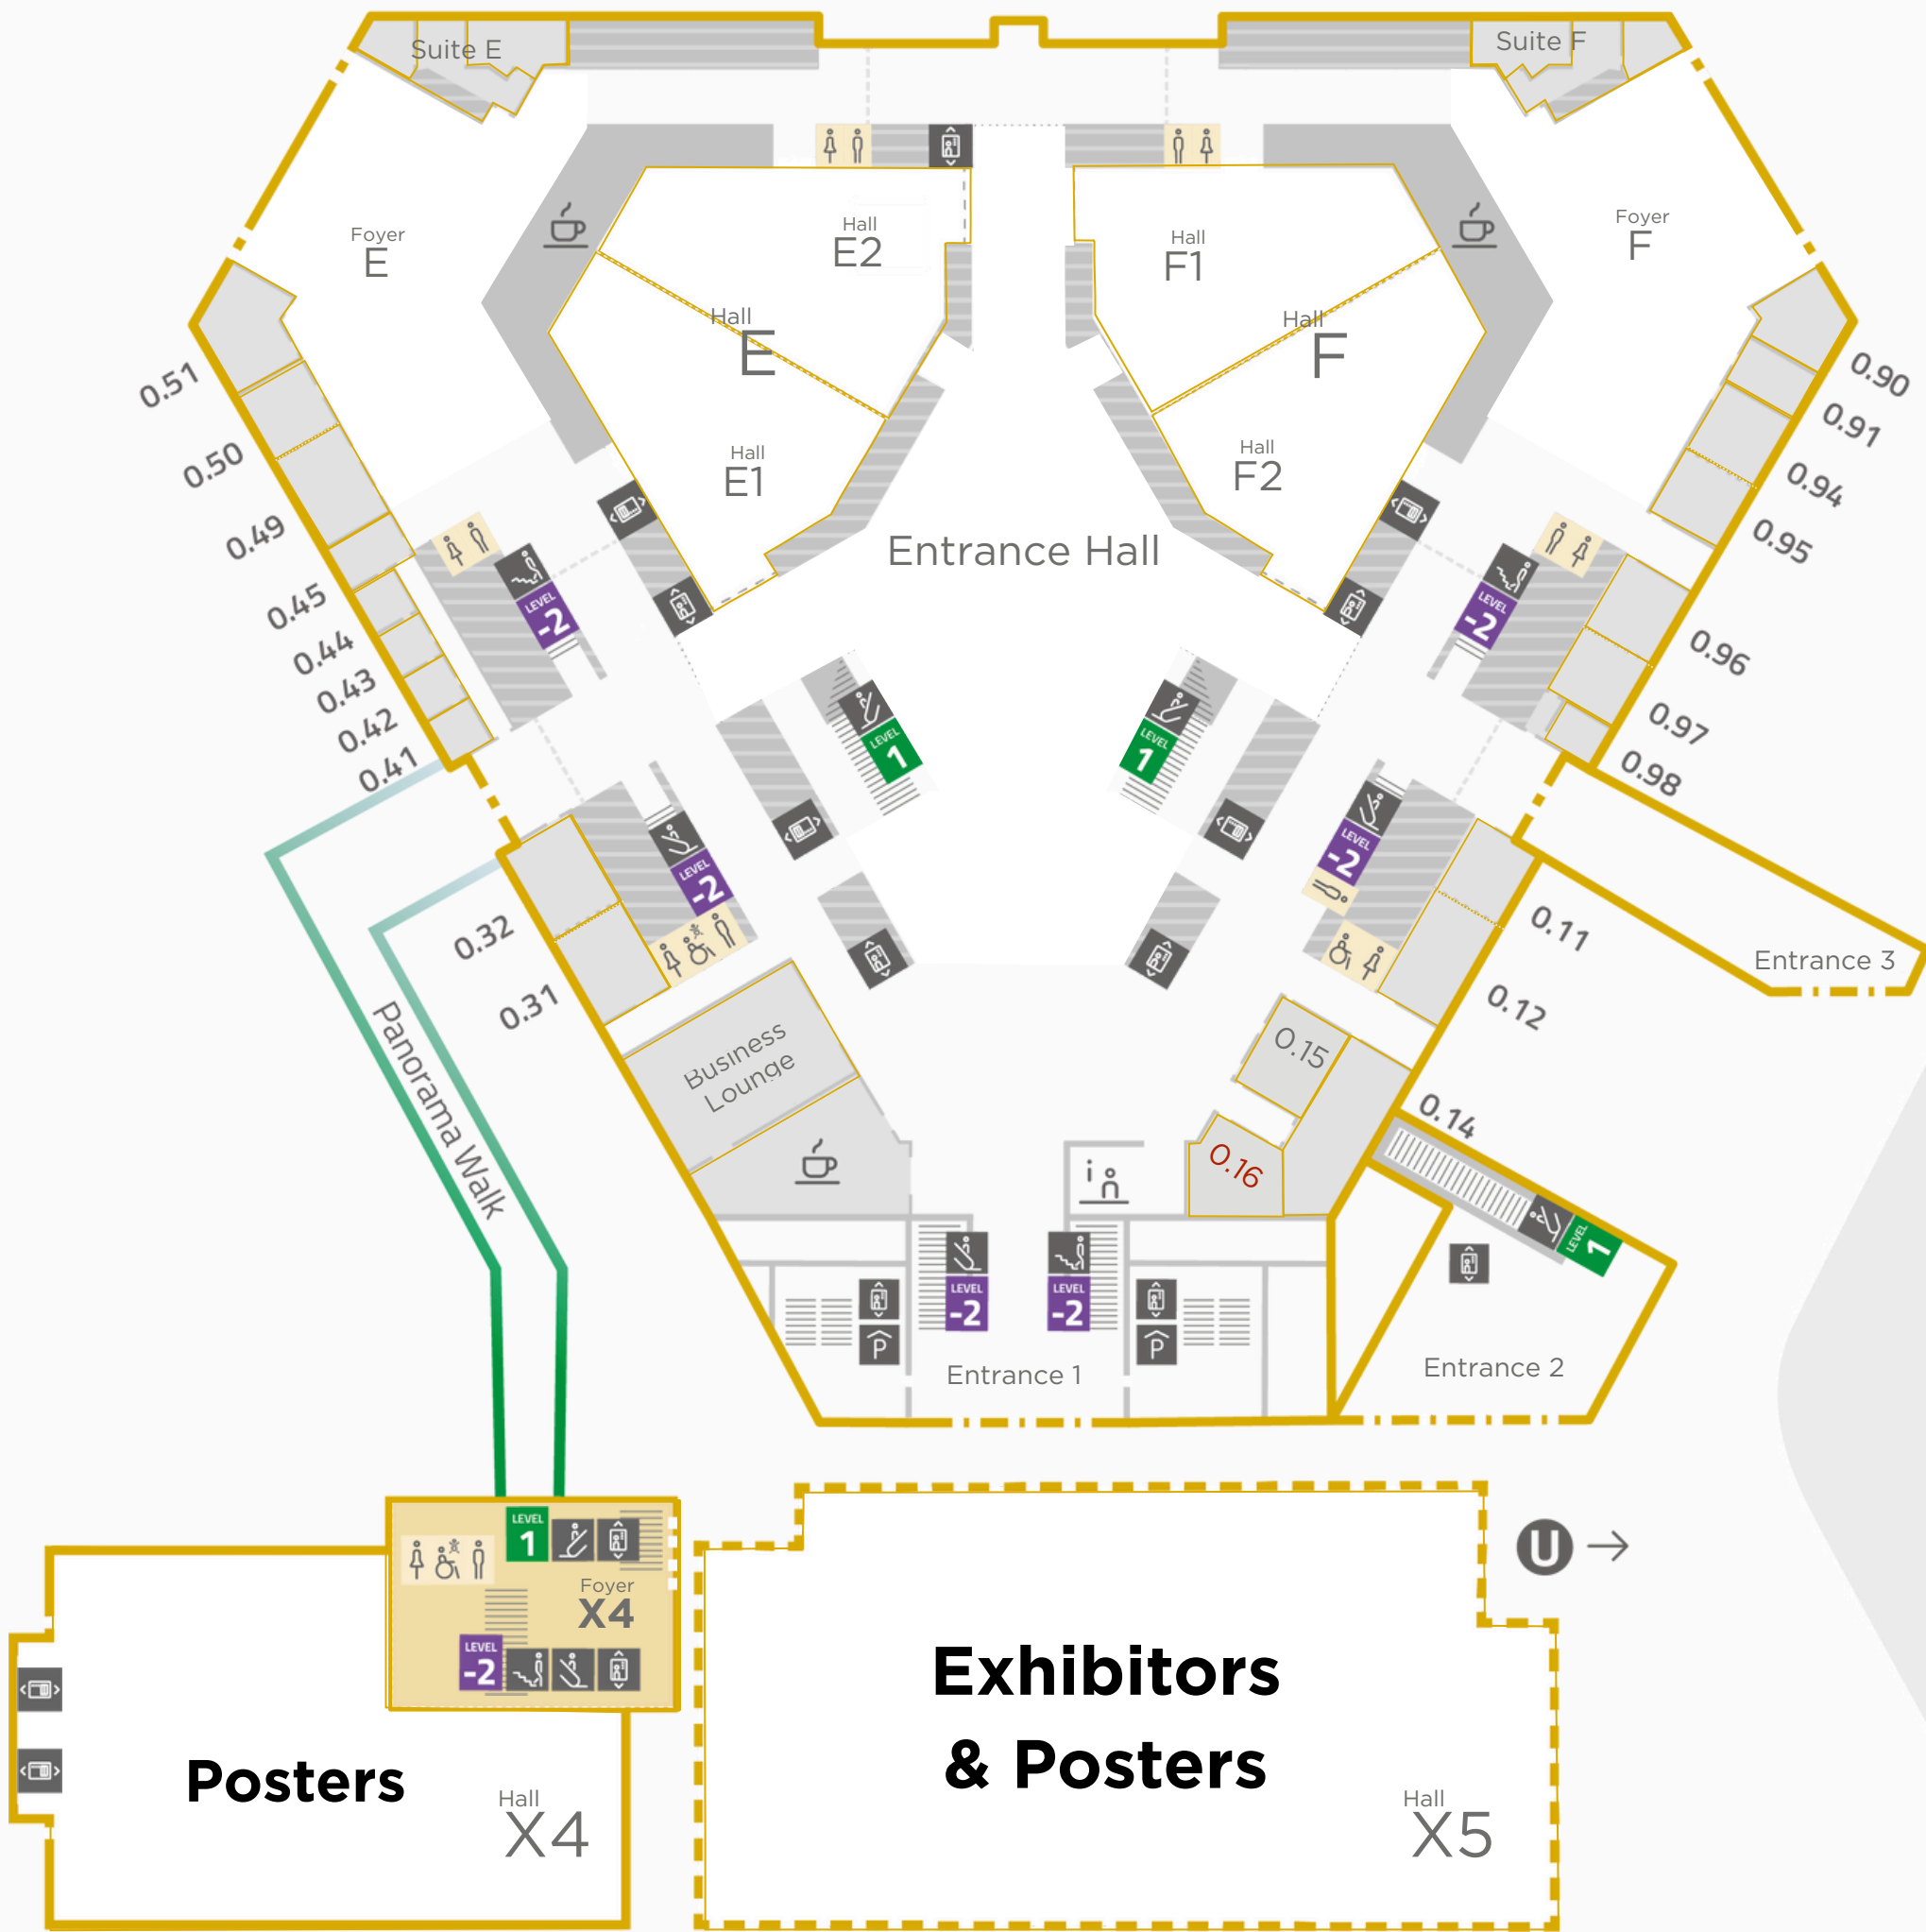 Suite E
Suite F
Foyer
E
Hall
E2
Hall
F1
Foyer
F
Hall
E
Hall
F
Hall
E1
Hall
F2
Entrance Hall
0.51
0.50
0.49
0.45
0.44
0.43
0.42
0.41
0.90
0.91
0.94
0.95
0.96
0.97
0.98
LEVEL
-2
LEVEL
-2
LEVEL
1
LEVEL
1
LEVEL
-2
LEVEL
-2
0.32
0.31
0.11
0.12
Entrance 3
Panorama Walk
Business
Lounge
0.15
0.14
0.16
i
LEVEL
1
LEVEL
-2
LEVEL
-2
P
P
Entrance 1
Entrance 2
LEVEL
1
Foyer
X4
LEVEL
-2
U
Exhibitors
& Posters
Posters
Hall
X4
Hall
X5